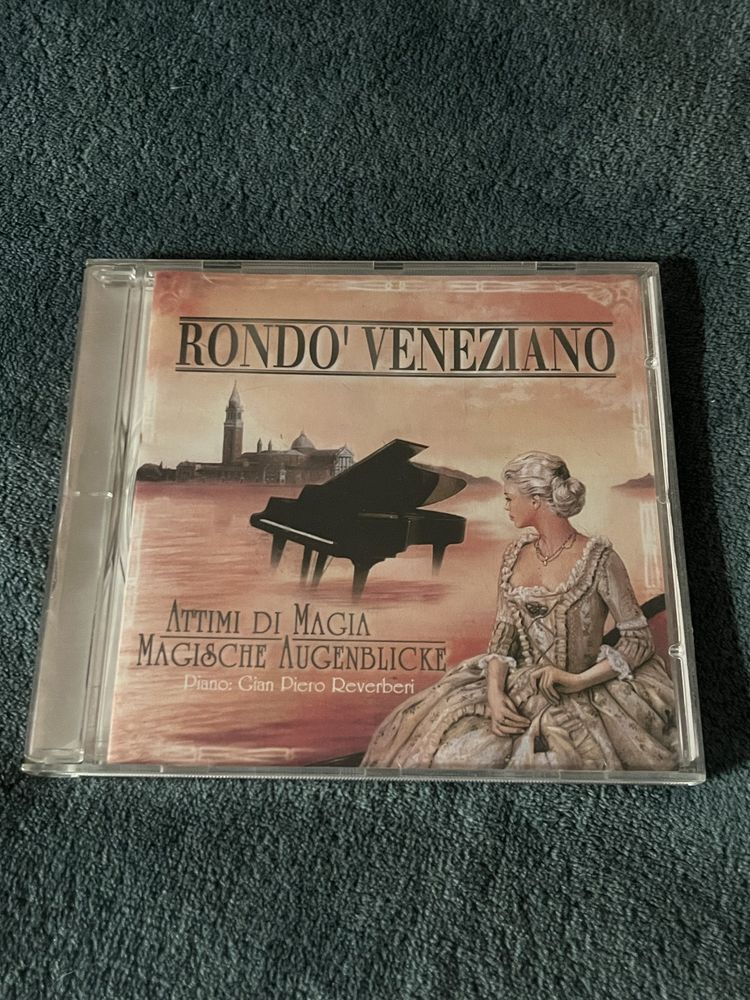 RONDO' VENEZIANO
ATTIMI DI MAGIA
MAGISCHE AUGENBLICKE
Piano: Gian Piero Reverberi